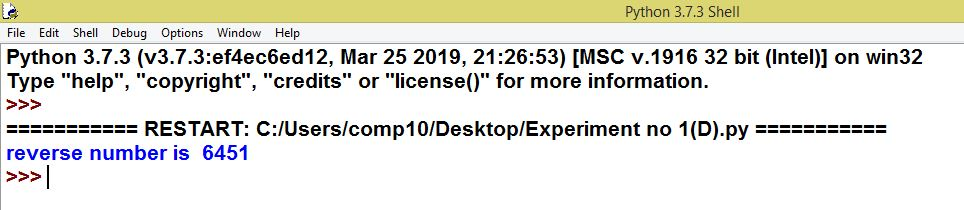 Python 3.7.3 Shell
File Edit Shell Debug Options Window Help
Python 3.7.3 (v3.7.3:ef4ec6ed12, Mar 25 2019, 21:26:53) [MSC v.1916 32 bit (Intel)] on win32
Type "help", "copyright", "credits" or "license()" for more information.
>>>
=========== RESTART: C:/Users/comp10/Desktop/Experiment no 1(D).py ===========
reverse number is  6451
>>>